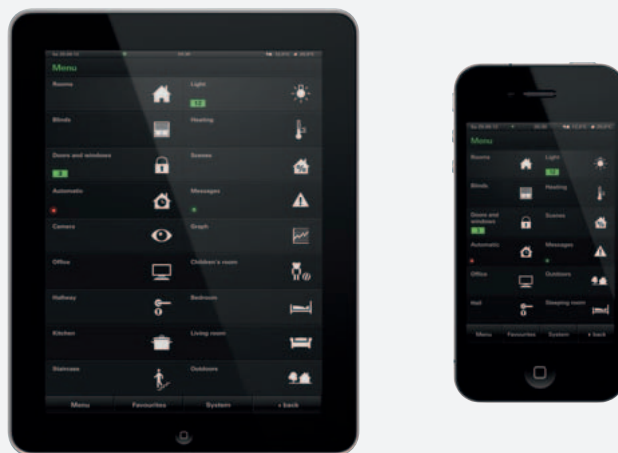 Menu
Rooms Light
12
Blinds Heating
Doors and windows Scenes
Automatic Messages
Camera Graph
Office Children's room
Hallway Bedroom
Kitchen Living room
Staircase Outdoors
Menu Favourites System back
Menu
Rooms Light
Blinds Heating
Doors and
windows Scenes
Automatic Messages
Office Outdoors
Hall Sleeping room
Menu Favourites System back